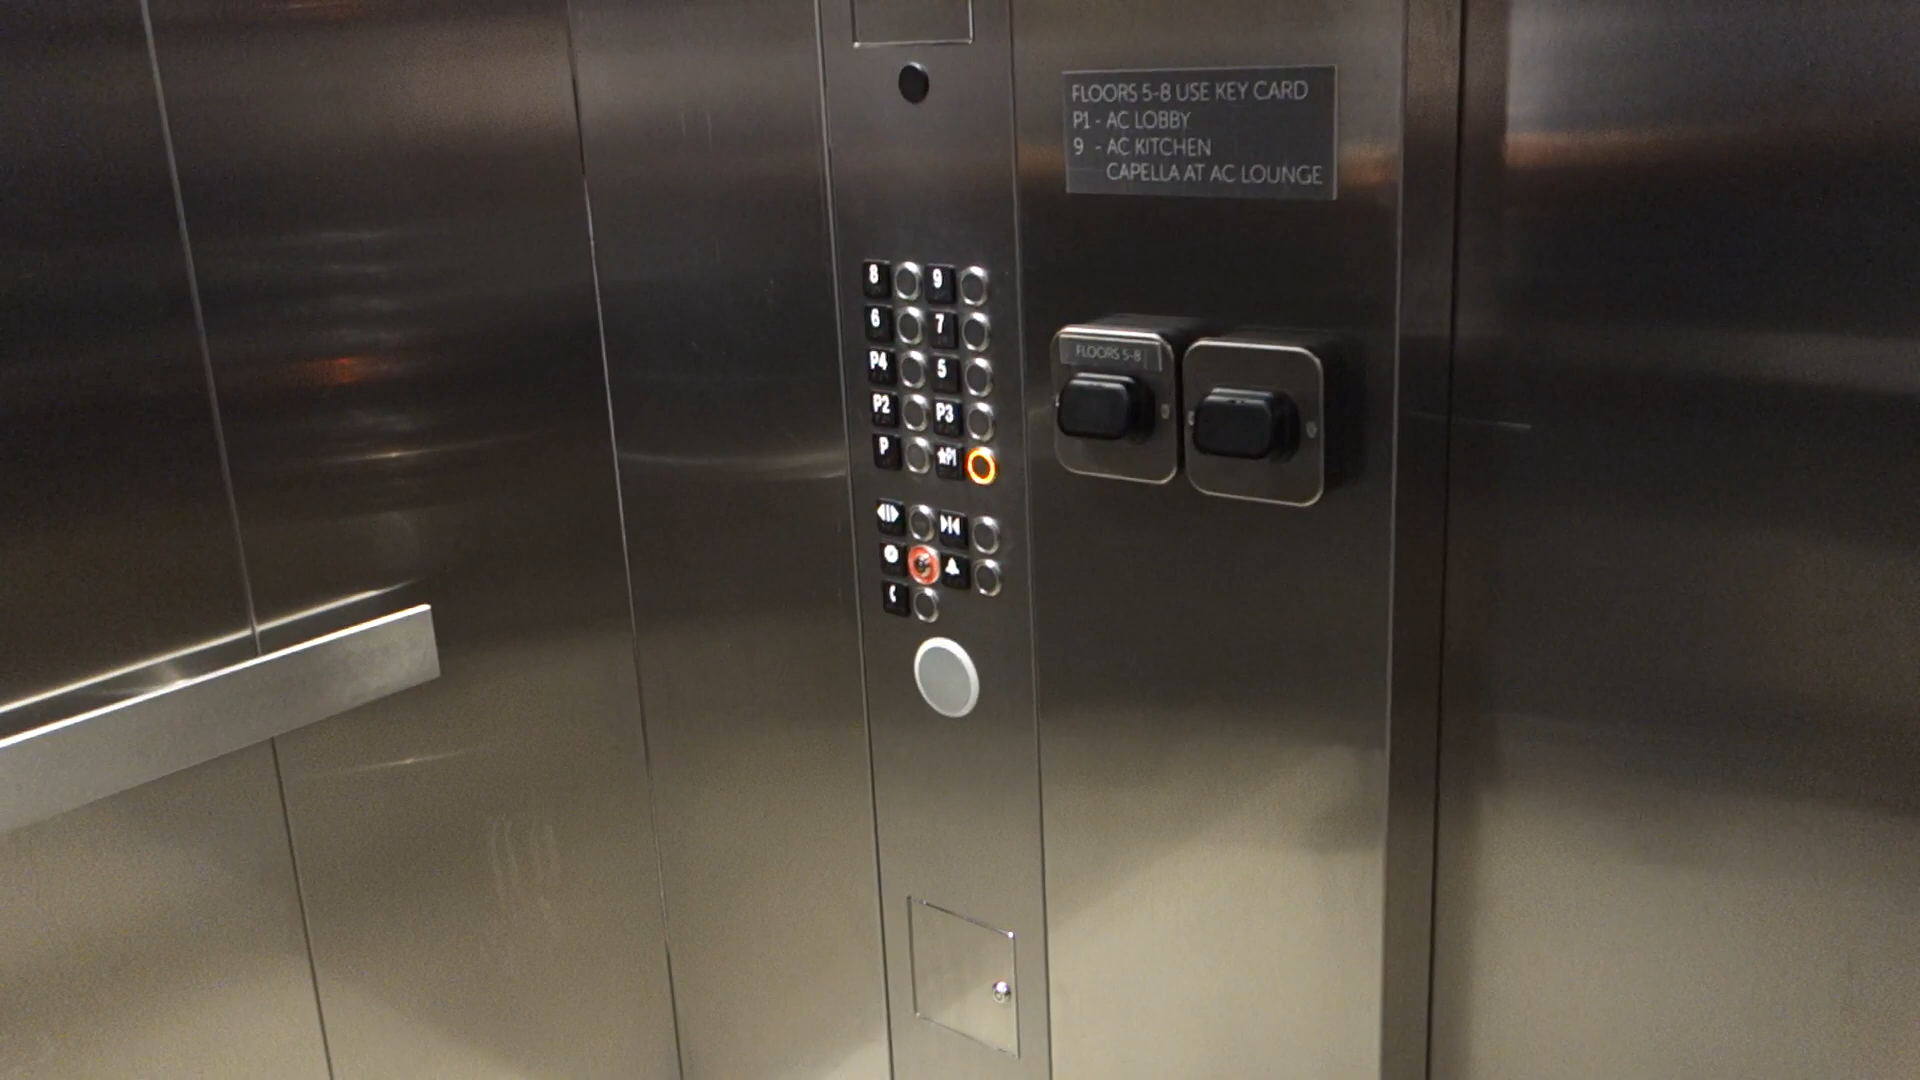 FLOORS 5-8 USE KEY CARD
P1 - AC LOBBY
9 - AC KITCHEN
CAPELLA AT AC LOUNGE
FLOORS 5-8
8 9
6 7
P4 5
P2 P3
P ★P1